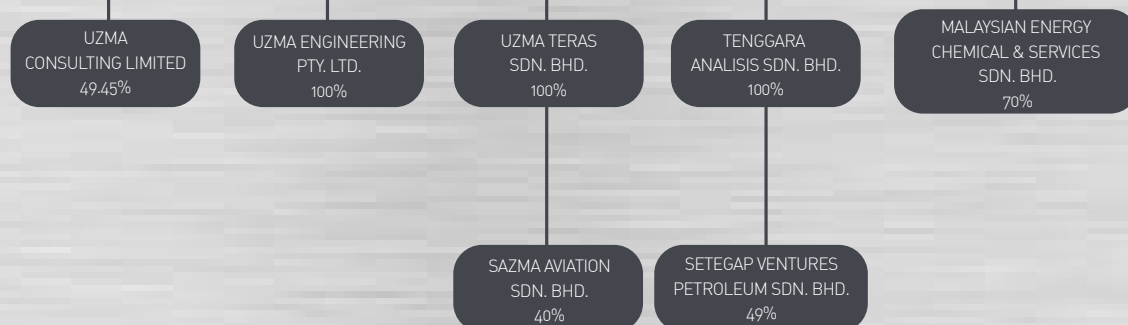 UZMA
CONSULTING LIMITED
49.45%
UZMA ENGINEERING
PTY. LTD.
100%
UZMA TERAS
SDN. BHD.
100%
TENGGARA
ANALISIS SDN. BHD.
100%
MALAYSIAN ENERGY
CHEMICAL & SERVICES
SDN. BHD.
70%
SAZMA AVIATION
SDN. BHD.
40%
SETEGAP VENTURES
PETROLEUM SDN. BHD.
49%